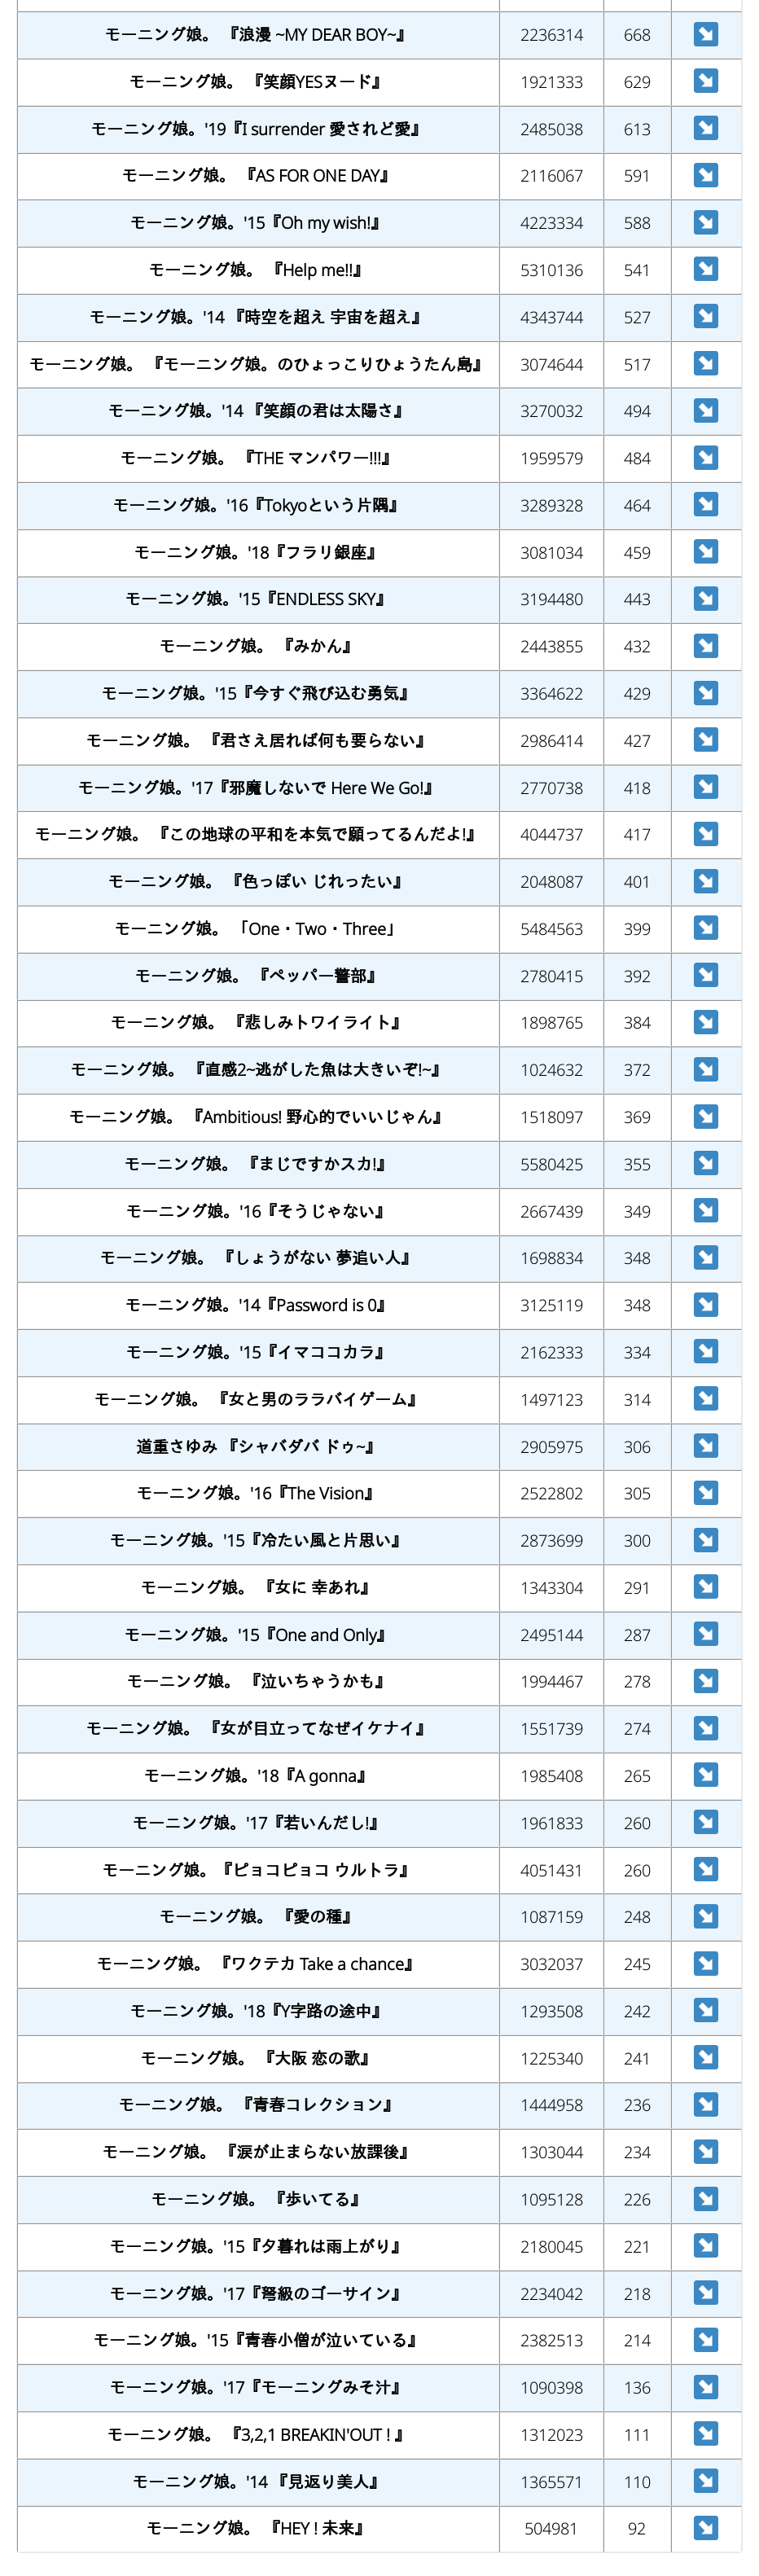 モーニング娘。 『浪漫 ~MY DEAR BOY~』 2236314 668
モーニング娘。 『笑顔YESヌード』 1921333 629
モーニング娘。'19『I surrender 愛されど愛』 2485038 613
モーニング娘。 『AS FOR ONE DAY』 2116067 591
モーニング娘。'15『Oh my wish!』 4223334 588
モーニング娘。 『Help me!!』 5310136 541
モーニング娘。'14 『時空を超え 宇宙を超え』 4343744 527
モーニング娘。 『モーニング娘。のひょっこりひょうたん島』 3074644 517
モーニング娘。'14 『笑顔の君は太陽さ』 3270032 494
モーニング娘。 『THE マンパワー!!!』 1959579 484
モーニング娘。'16『Tokyoという片隅』 3289328 464
モーニング娘。'18『フラリ銀座』 3081034 459
モーニング娘。'15『ENDLESS SKY』 3194480 443
モーニング娘。 『みかん』 2443855 432
モーニング娘。'15『今すぐ飛び込む勇気』 3364622 429
モーニング娘。 『君さえ居れば何も要らない』 2986414 427
モーニング娘。'17『邪魔しないで Here We Go!』 2770738 418
モーニング娘。 『この地球の平和を本気で願ってるんだよ!』 4044737 417
モーニング娘。 『色っぽい じれったい』 2048087 401
モーニング娘。 「One・Two・Three」 5484563 399
モーニング娘。 『ペッパー警部』 2780415 392
モーニング娘。 『悲しみトワイライト』 1898765 384
モーニング娘。 『直感2~逃がした魚は大きいぞ!~』 1024632 372
モーニング娘。 『Ambitious! 野心的でいいじゃん』 1518097 369
モーニング娘。 『まじですかスカ!』 5580425 355
モーニング娘。'16『そうじゃない』 2667439 349
モーニング娘。 『しょうがない 夢追い人』 1698834 348
モーニング娘。'14『Password is 0』 3125119 348
モーニング娘。'15『イマココカラ』 2162333 334
モーニング娘。 『女と男のララバイゲーム』 1497123 314
道重さゆみ 『シャバダバ ドゥ~』 2905975 306
モーニング娘。'16『The Vision』 2522802 305
モーニング娘。'15『冷たい風と片思い』 2873699 300
モーニング娘。 『女に 幸あれ』 1343304 291
モーニング娘。'15『One and Only』 2495144 287
モーニング娘。 『泣いちゃうかも』 1994467 278
モーニング娘。 『女が目立ってなぜイケナイ』 1551739 274
モーニング娘。'18『A gonna』 1985408 265
モーニング娘。'17『若いんだし!』 1961833 260
モーニング娘。『ピョコピョコ ウルトラ』 4051431 260
モーニング娘。 『愛の種』 1087159 248
モーニング娘。 『ワクテカ Take a chance』 3032037 245
モーニング娘。'18『Y字路の途中』 1293508 242
モーニング娘。 『大阪 恋の歌』 1225340 241
モーニング娘。 『青春コレクション』 1444958 236
モーニング娘。 『涙が止まらない放課後』 1303044 234
モーニング娘。 『歩いてる』 1095128 226
モーニング娘。'15『夕暮れは雨上がり』 2180045 221
モーニング娘。'17『弩級のゴーサイン』 2234042 218
モーニング娘。'15『青春小僧が泣いている』 2382513 214
モーニング娘。'17『モーニングみそ汁』 1090398 136
モーニング娘。 『3,2,1 BREAKIN'OUT ! 』 1312023 111
モーニング娘。'14 『見返り美人』 1365571 110
モーニング娘。 『HEY ! 未来』 504981 92